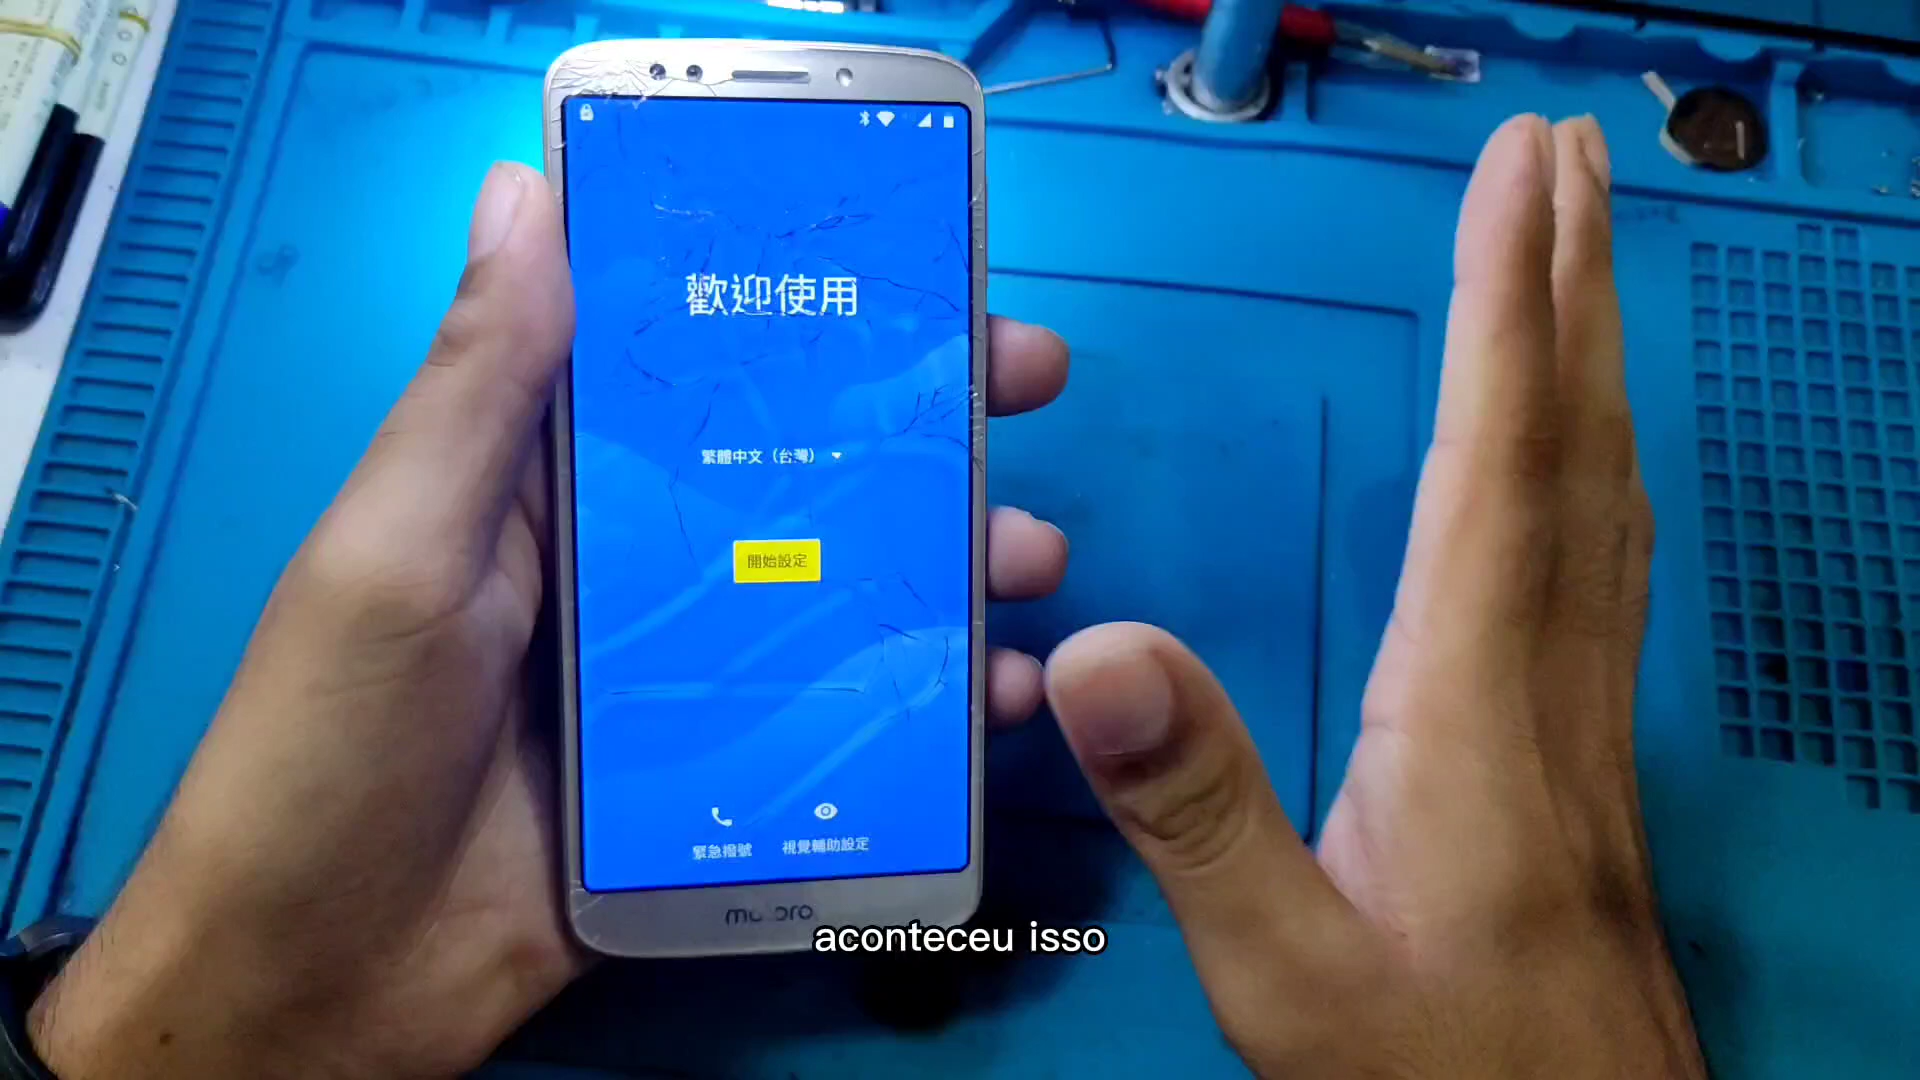 歡迎使用
繁體中文（台灣）
開始設定
緊急撥號
視覺輔助設定
aconteceu isso